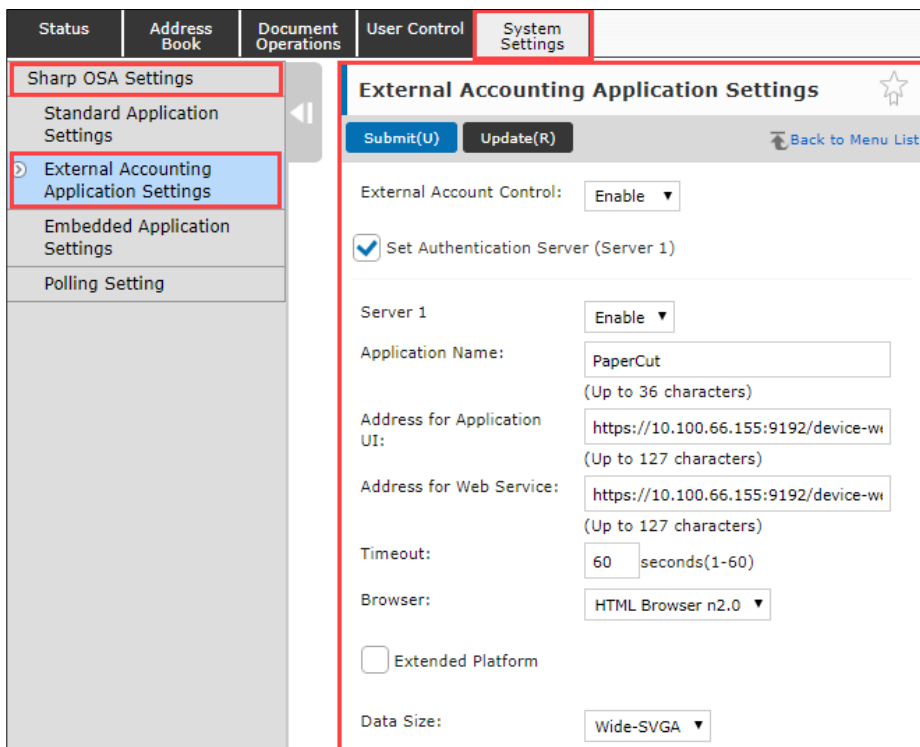 Status
Address
Book
Document
Operations
User Control
System
Settings
Sharp OSA Settings
Standard Application
Settings
External Accounting
Application Settings
Embedded Application
Settings
Polling Setting
External Accounting Application Settings
Submit(U)
Update(R)
Back to Menu List
External Account Control:
Enable
Set Authentication Server (Server 1)
Server 1
Enable
Application Name:
PaperCut
(Up to 36 characters)
Address for Application
UI:
https://10.100.66.155:9192/device-we
(Up to 127 characters)
Address for Web Service:
https://10.100.66.155:9192/device-we
(Up to 127 characters)
Timeout:
60 seconds(1-60)
Browser:
HTML Browser n2.0
Extended Platform
Data Size:
Wide-SVGA